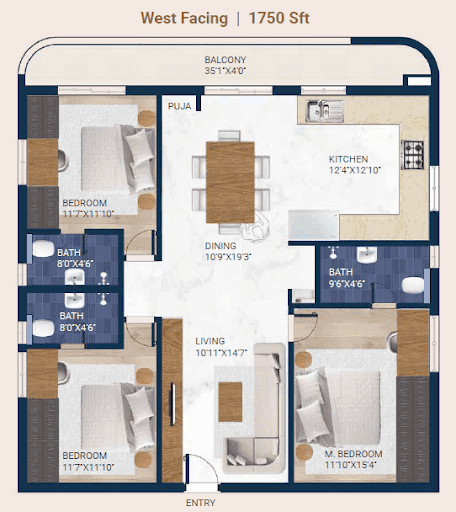 West Facing | 1750 Sft
BALCONY
35'1"X4'0"
PUJA
KITCHEN
12'4"X12'10"
BEDROOM
11'7"X11'10"
DINING
10'9"X19'3"
BATH
8'0"X4'6"
BATH
9'6"X4'6"
BATH
8'0"X4'6"
LIVING
10'11"X14'7"
BEDROOM
11'7"X11'10"
M. BEDROOM
11'10"X15'4"
ENTRY